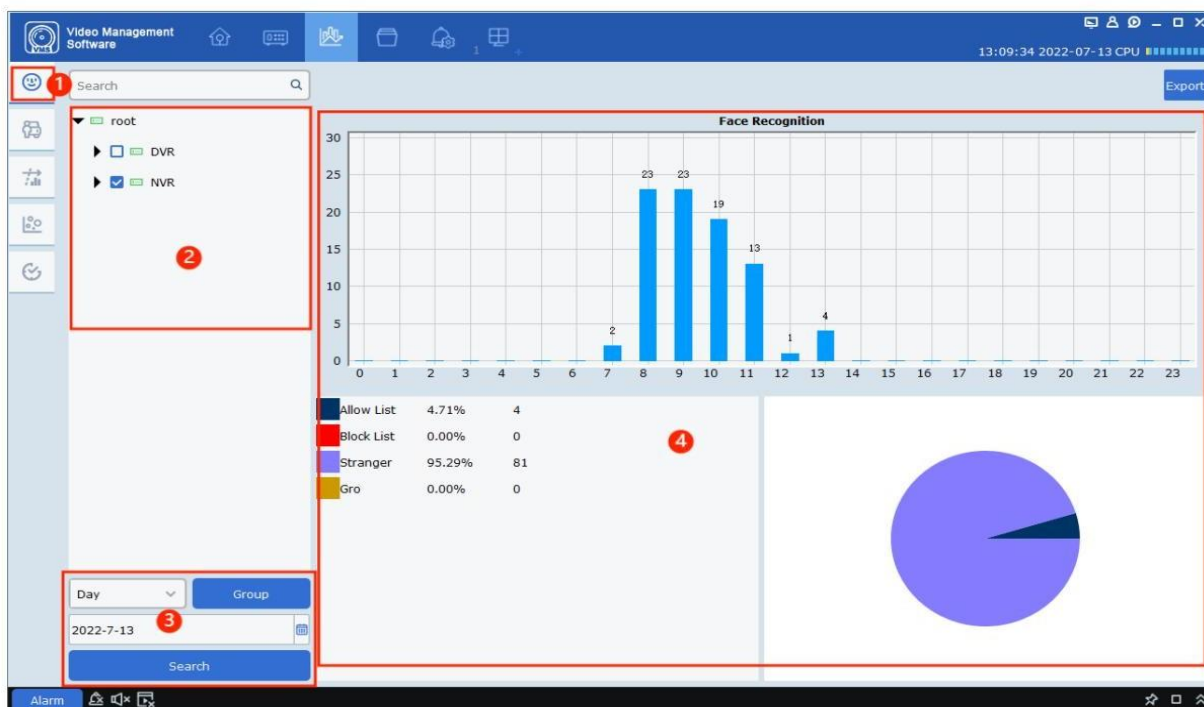 Video Management
Software
1
13:09:34 2022-07-13 CPU
1
Search
Export
root
DVR
NVR
2
Face Recognition
30
25
20
15
10
5
0
23
23
19
13
2
1
4
0 1 2 3 4 5 6 7 8 9 10 11 12 13 14 15 16 17 18 19 20 21 22 23
Allow List 4.71% 4
Block List 0.00% 0
Stranger 95.29% 81
Gro 0.00% 0
4
Day
Group
3
2022-7-13
Search
Alarm